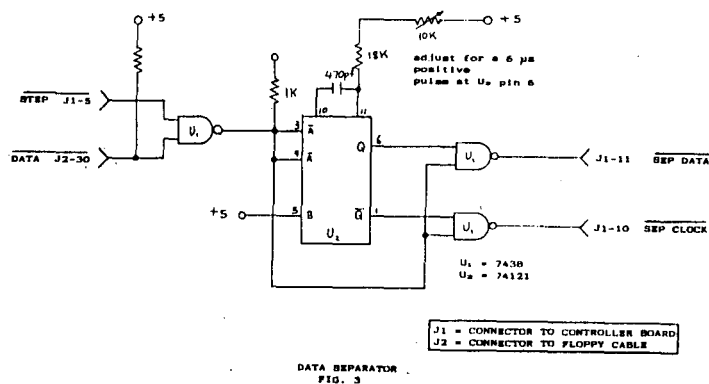 +5
+5
10K
18K
adjust for a 6 µs
positive
pulse at U₂ pin 6
470pf
1K
STEP J1-5
U₁
10
11
3
A
Q
6
U₁
J1-11 SEP DATA
DATA J2-30
4
A
+5
5
B
Q
1
U₁
J1-10 SEP CLOCK
U₂
U₁ = 7438
U₂ = 74121
J1 = CONNECTOR TO CONTROLLER BOARD
J2 = CONNECTOR TO FLOPPY CABLE
DATA SEPARATOR
FIG. 3